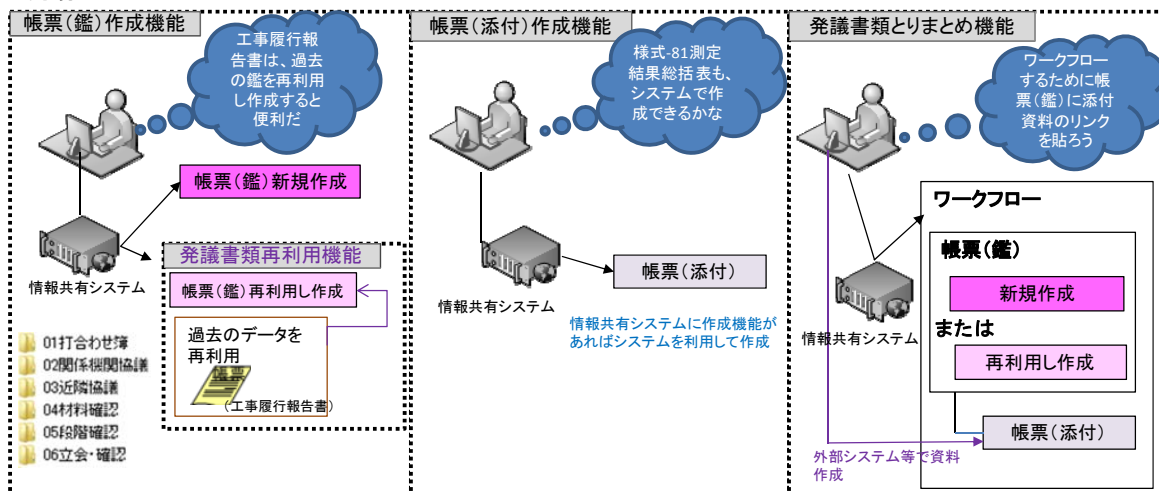 帳票(鑑)作成機能
工事履行報
告書は、過去
の鑑を再利用
し作成すると
便利だ
帳票(鑑)新規作成
情報共有システム
発議書類再利用機能
帳票(鑑)再利用し作成
過去のデータを
再利用
帳票
(工事履行報告書)
01打合わせ簿
02関係機関協議
03近隣協議
04材料確認
05段階確認
06立会・確認
帳票(添付)作成機能
様式-81測定
結果総括表も、
システムで作
成できるかな
情報共有システム
帳票(添付)
情報共有システムに作成機能が
あればシステムを利用して作成
発議書類とりまとめ機能
ワークフロー
するために帳
票(鑑)に添付
資料のリンク
を貼ろう
情報共有システム
ワークフロー
帳票(鑑)
新規作成
または
再利用し作成
帳票(添付)
外部システム等で資料
作成